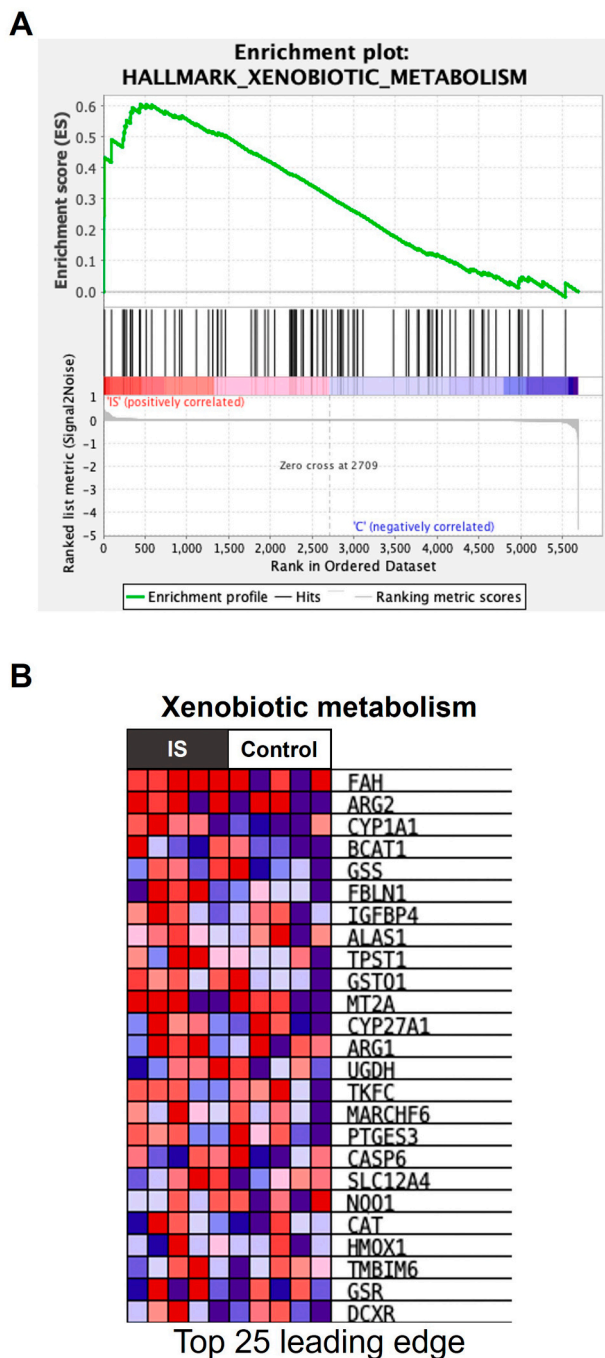 A
Enrichment plot:
HALLMARK_XENOBIOTIC_METABOLISM
Enrichment score (ES)
0.6
0.5
0.4
0.3
0.2
0.1
0.0
'IS' (positively correlated)
Ranked list metric (Signal2Noise)
1
0
-1
-2
-3
-4
-5
Zero cross at 2709
'C' (negatively correlated)
0 500 1,000 1,500 2,000 2,500 3,000 3,500 4,000 4,500 5,000 5,500
Rank in Ordered Dataset
Enrichment profile Hits Ranking metric scores
B
Xenobiotic metabolism
IS Control
FAH
ARG2
CYP1A1
BCAT1
GSS
FBLN1
IGFBP4
ALAS1
TPST1
GSTO1
MT2A
CYP27A1
ARG1
UGDH
TKFC
MARCHF6
PTGES3
CASP6
SLC12A4
NQO1
CAT
HMOX1
TMBIM6
GSR
DCXR
Top 25 leading edge